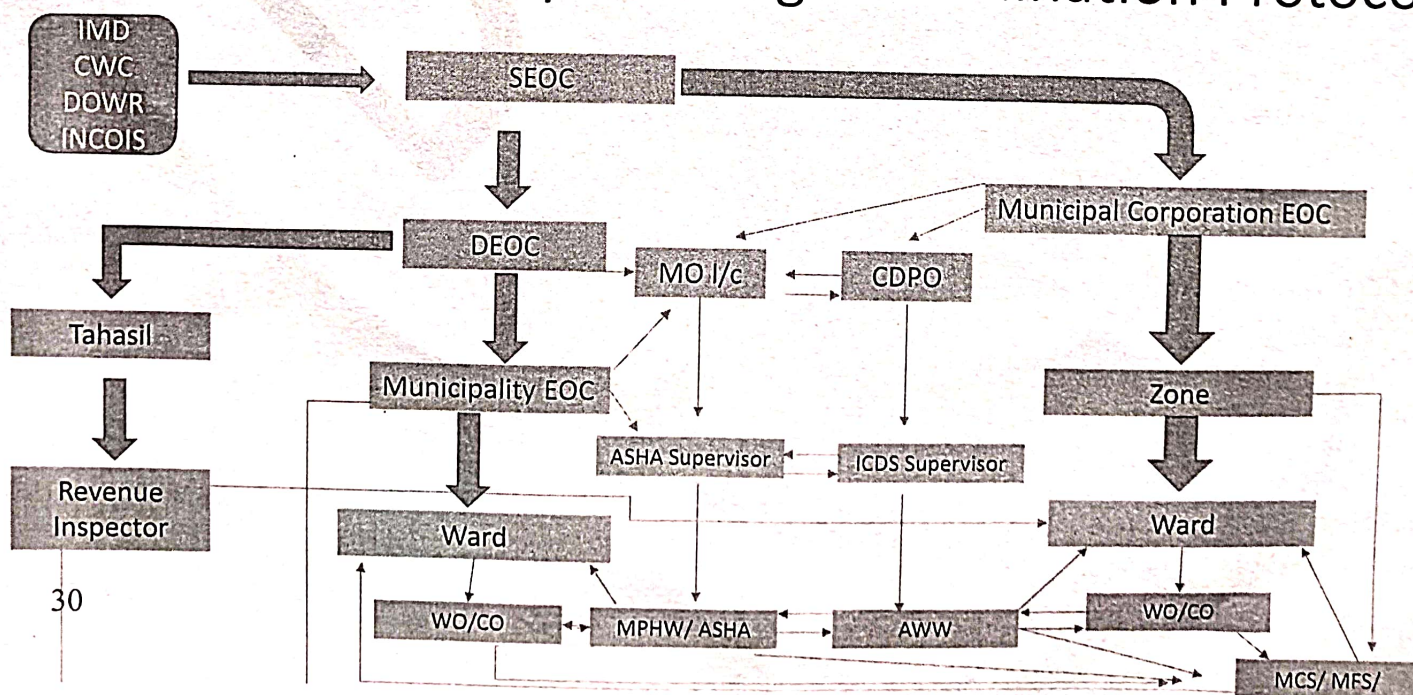 IMD
CWC
DOWR
INCOIS
SEOC
Municipal Corporation EOC
DEOC
MO I/c
CDPO
Tahasil
Municipality EOC
Zone
ASHA Supervisor
ICDS Supervisor
Revenue
Inspector
Ward
Ward
30
WO/CO
MPHW/ ASHA
AWW
WO/CO
MCS/ MFS/